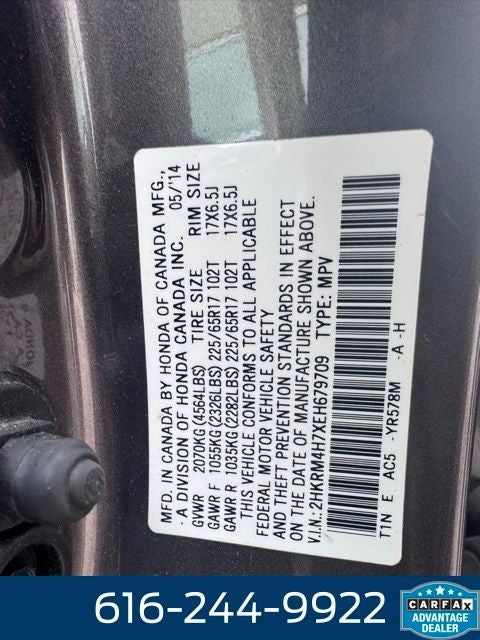 MFD. IN CANADA BY HONDA OF CANADA MFG.,
A DIVISION OF HONDA CANADA INC. 05/'14
GVWR 2070KG (4564LBS) TIRE SIZE RIM SIZE
GAWR F 1055KG (2326LBS) 225/65R17 102T 17X6.5J
GAWR R 1035KG (2282LBS) 225/65R17 102T 17X6.5J
THIS VEHICLE CONFORMS TO ALL APPLICABLE
FEDERAL MOTOR VEHICLE SAFETY
AND THEFT PREVENTION STANDARDS IN EFFECT
ON THE DATE OF MANUFACTURE SHOWN ABOVE.
V.I.N.: 2HKRM4H7XEH679709 TYPE: MPV
T1N E AC5 -YR578M -A -H
616-244-9922
CARFAX
ADVANTAGE
DEALER